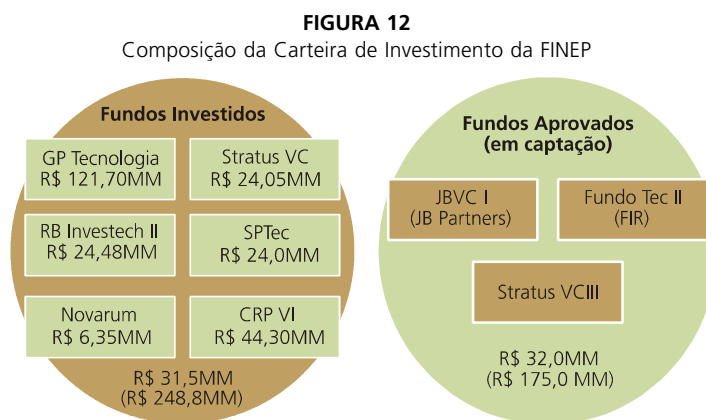 FIGURA 12
Composição da Carteira de Investimento da FINEP
Fundos Investidos
GP Tecnologia
R$ 121,70MM
Stratus VC
R$ 24,05MM
RB Investech II
R$ 24,48MM
SPTec
R$ 24,0MM
Novarum
R$ 6,35MM
CRP VI
R$ 44,30MM
R$ 31,5MM
(R$ 248,8MM)
Fundos Aprovados
(em captação)
JBVC I
(JB Partners)
Fundo Tec II
(FIR)
Stratus VCIII
R$ 32,0MM
(R$ 175,0 MM)